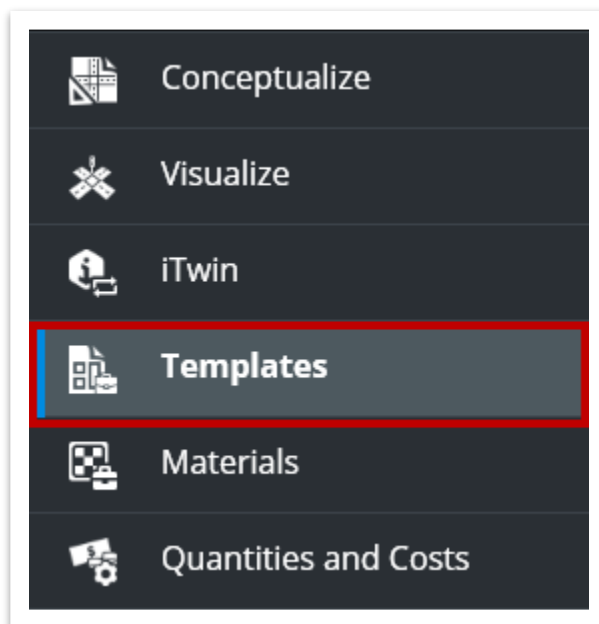 Conceptualize
Visualize
iTwin
Templates
Materials
Quantities and Costs